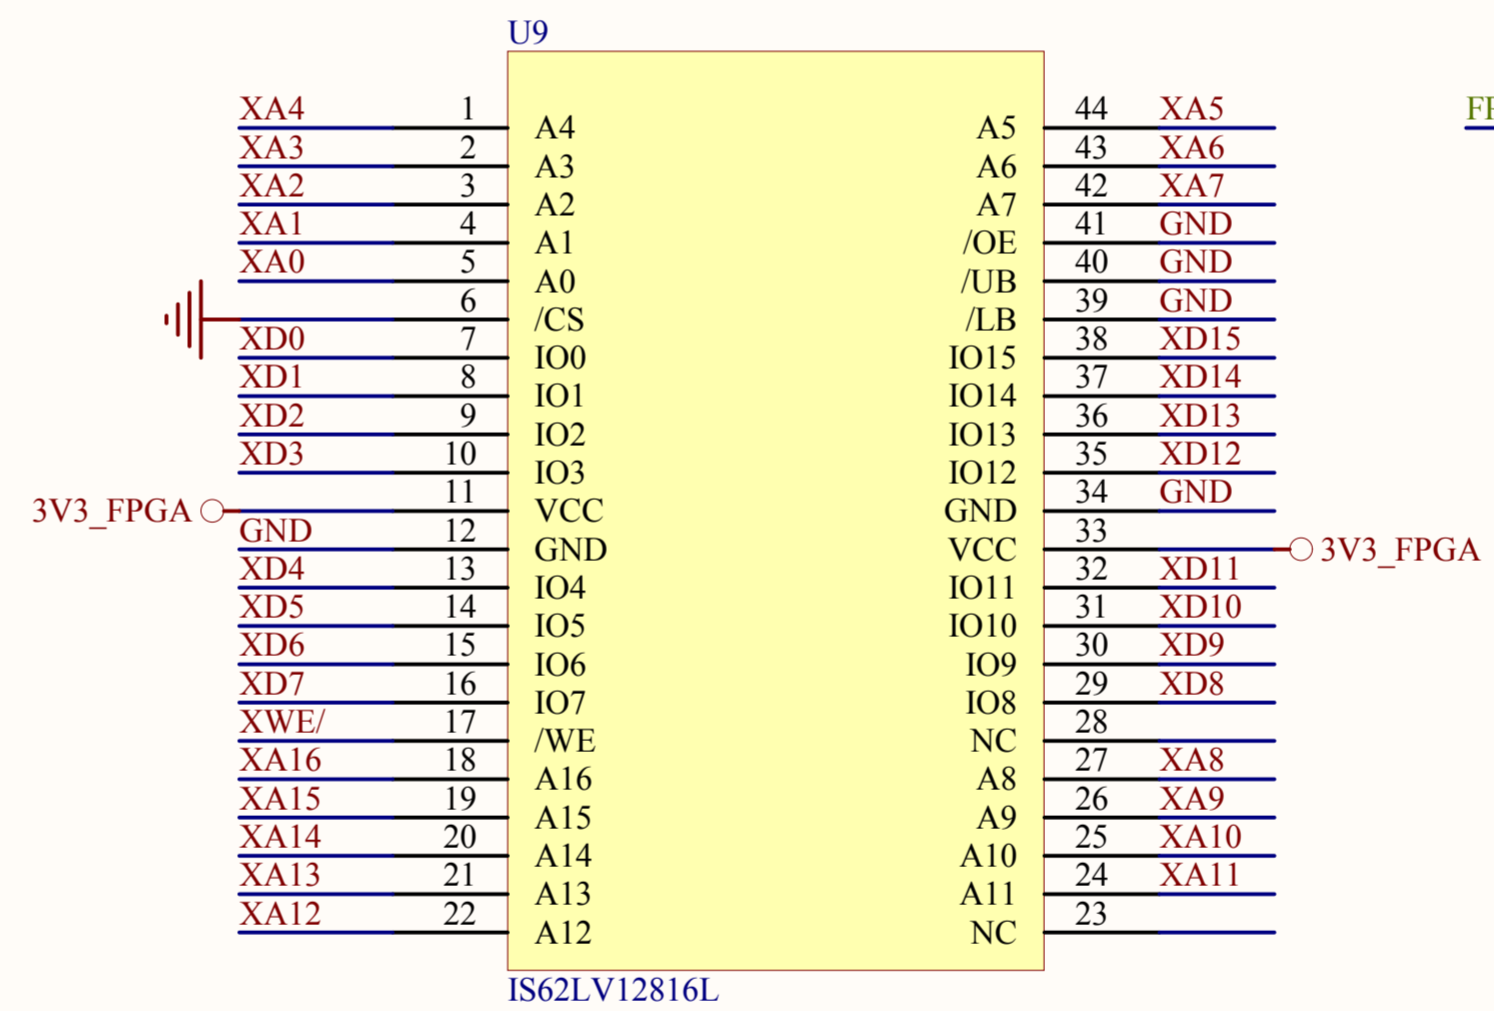 U9
XA4 1 A4 A5 44 XA5
XA3 2 A3 A6 43 XA6
XA2 3 A2 A7 42 XA7
XA1 4 A1 /OE 41 GND
XA0 5 A0 /UB 40 GND
6 /CS /LB 39 GND
XD0 7 IO0 IO15 38 XD15
XD1 8 IO1 IO14 37 XD14
XD2 9 IO2 IO13 36 XD13
XD3 10 IO3 IO12 35 XD12
3V3_FPGA 11 VCC GND 34 GND
GND 12 GND VCC 33 3V3_FPGA
XD4 13 IO4 IO11 32 XD11
XD5 14 IO5 IO10 31 XD10
XD6 15 IO6 IO9 30 XD9
XD7 16 IO7 IO8 29 XD8
XWE/ 17 /WE NC 28
XA16 18 A16 A8 27 XA8
XA15 19 A15 A9 26 XA9
XA14 20 A14 A10 25 XA10
XA13 21 A13 A11 24 XA11
XA12 22 A12 NC 23
IS62LV12816L